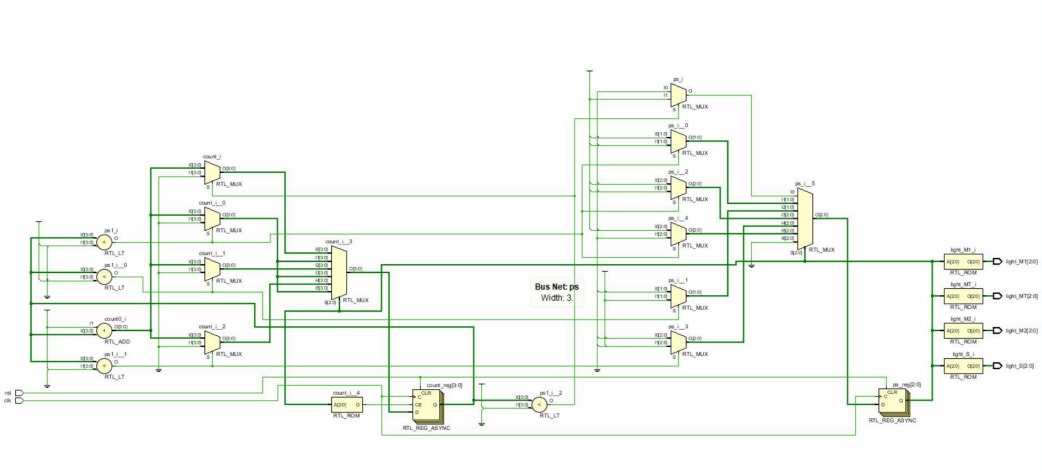 ps_i
I0
I1
O
S
RTL_MUX
ps_i__0
I0[1:0]
I1[1:0]
O[1:0]
S
RTL_MUX
ps_i__2
I0[2:0]
I1[2:0]
O[2:0]
S
RTL_MUX
ps_i__4
I0[2:0]
I1[2:0]
O[2:0]
S
RTL_MUX
ps_i__1
I0[1:0]
I1[1:0]
O[1:0]
S
RTL_MUX
ps_i__3
I0[2:0]
I1[2:0]
O[2:0]
S
RTL_MUX
ps_i__5
I0
I1[1:0]
I2[1:0]
I3[2:0]
I4[2:0]
I5[2:0]
I6[2:0]
O[2:0]
S[2:0]
RTL_MUX
count_i
I0[3:0]
I1[3:0]
O[3:0]
S
RTL_MUX
count_i__0
I0[3:0]
I1[3:0]
O[3:0]
S
RTL_MUX
count_i__1
I0[3:0]
I1[3:0]
O[3:0]
S
RTL_MUX
count_i__2
I0[3:0]
I1[3:0]
O[3:0]
S
RTL_MUX
count_i__3
I0[3:0]
I1[3:0]
I2[3:0]
I3[3:0]
I4[3:0]
I5[3:0]
O[3:0]
S[2:0]
RTL_MUX
ps1_i
I0[3:0]
I1[3:0]
O
RTL_LT
ps1_i__0
I0[3:0]
I1[3:0]
O
RTL_LT
count0_i
I1
I0[3:0]
O[3:0]
RTL_ADD
ps1_i__1
I0[3:0]
I1[3:0]
O
RTL_LT
Bus Net: ps
Width: 3.
rst
clk
count_i__4
A[2:0]
O
RTL_ROM
count_reg[3:0]
CLR
C
CE
D
Q
RTL_REG_ASYNC
ps1_i__2
I0[3:0]
I1[3:0]
O
RTL_LT
ps_reg[2:0]
CLR
C
D
Q
RTL_REG_ASYNC
light_M1_i
A[2:0]
O[2:0]
RTL_ROM
light_M1[2:0]
light_MT_i
A[2:0]
O[2:0]
RTL_ROM
light_MT[2:0]
light_M2_i
A[2:0]
O[2:0]
RTL_ROM
light_M2[2:0]
light_S_i
A[2:0]
O[2:0]
RTL_ROM
light_S[2:0]